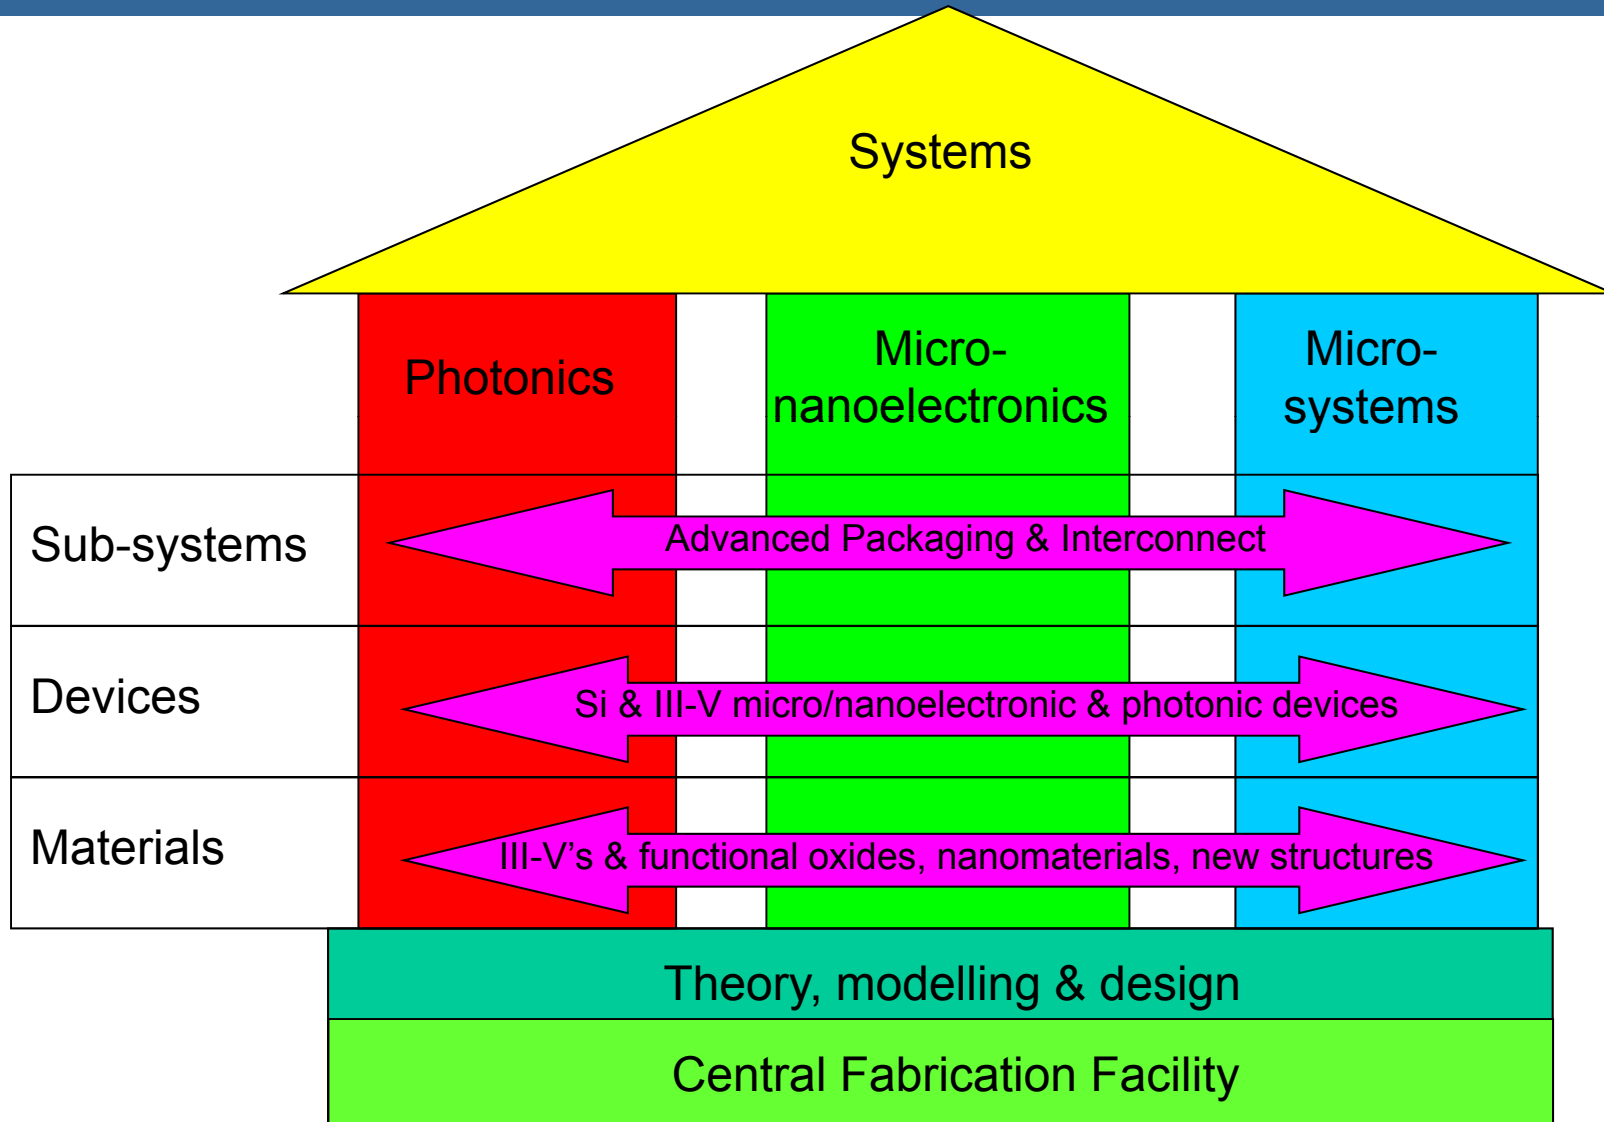 Systems
Photonics
Micro-
nanoelectronics
Micro-
systems
Sub-systems
Advanced Packaging & Interconnect
Devices
Si & III-V micro/nanoelectronic & photonic devices
Materials
III-V’s & functional oxides, nanomaterials, new structures
Theory, modelling & design
Central Fabrication Facility